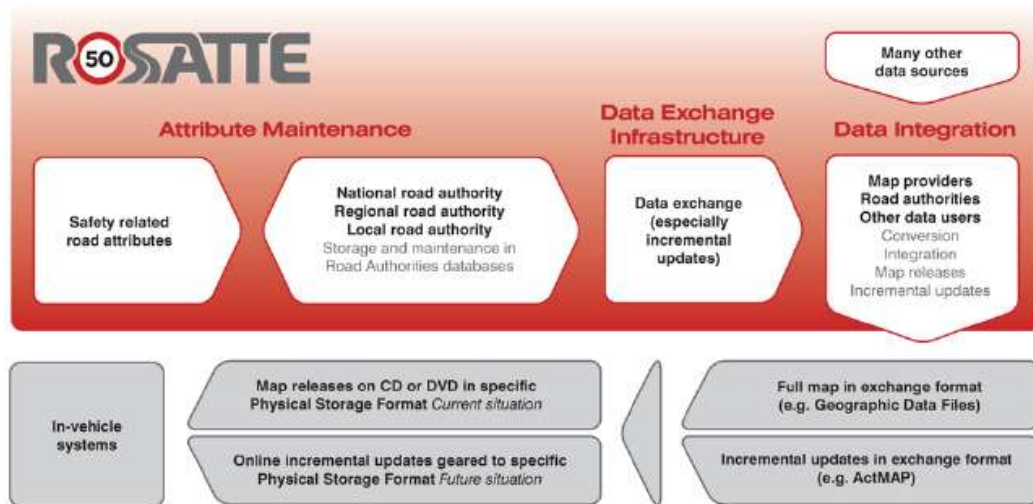 ROSATTE
50
Many other
data sources
Attribute Maintenance
Data Exchange
Infrastructure
Data Integration
Safety related
road attributes
National road authority
Regional road authority
Local road authority
Storage and maintenance in
Road Authorities databases
Data exchange
(especially
incremental
updates)
Map providers
Road authorities
Other data users
Conversion
Integration
Map releases
Incremental updates
In-vehicle
systems
Map releases on CD or DVD in specific
Physical Storage Format Current situation
Online incremental updates geared to specific
Physical Storage Format Future situation
Full map in exchange format
(e.g. Geographic Data Files)
Incremental updates in exchange format
(e.g. ActMAP)